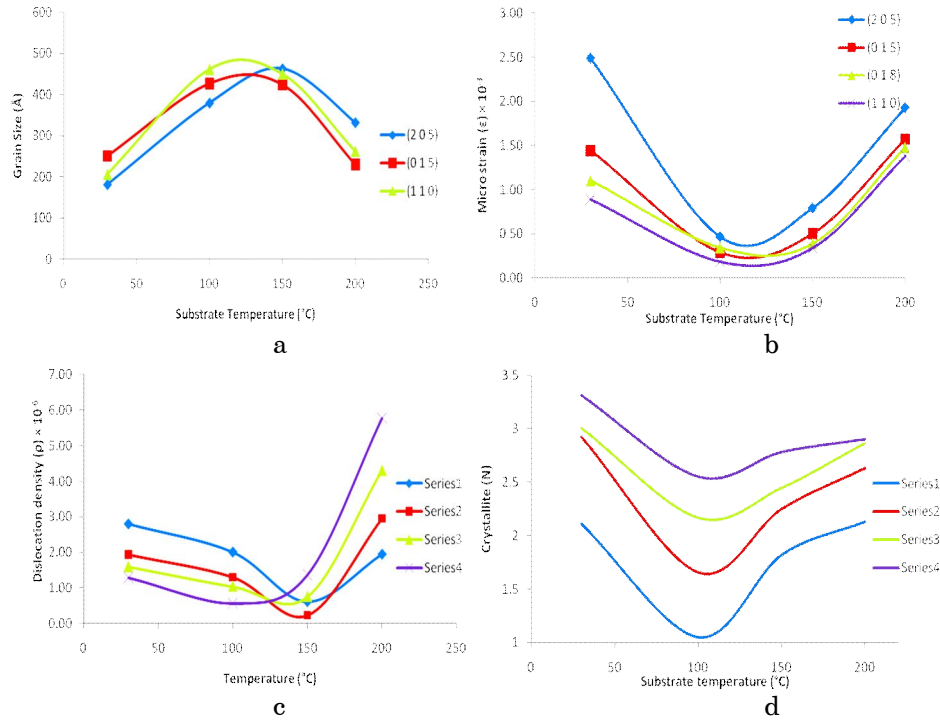 600
500
400
300
200
100
0
Grain Size (Å)
0 50 100 150 200 250
Substrate Temperature (°C)
(2 0 5)
(0 1 5)
(1 1 0)
a
3.00
2.50
2.00
1.50
1.00
0.50
0.00
Micro strain (ε) × 10⁻³
0 50 100 150 200
Substrate Temperature (°C)
(2 0 5)
(0 1 5)
(0 1 8)
(1 1 0)
b
7.00
6.00
5.00
4.00
3.00
2.00
1.00
0.00
Dislocation density (ρ) × 10⁻⁶
0 50 100 150 200 250
Temperature (°C)
Series1
Series2
Series3
Series4
c
3.5
3
2.5
2
1.5
1
Crystallite (N)
0 50 100 150 200
Substrate temperature (°C)
Series1
Series2
Series3
Series4
d